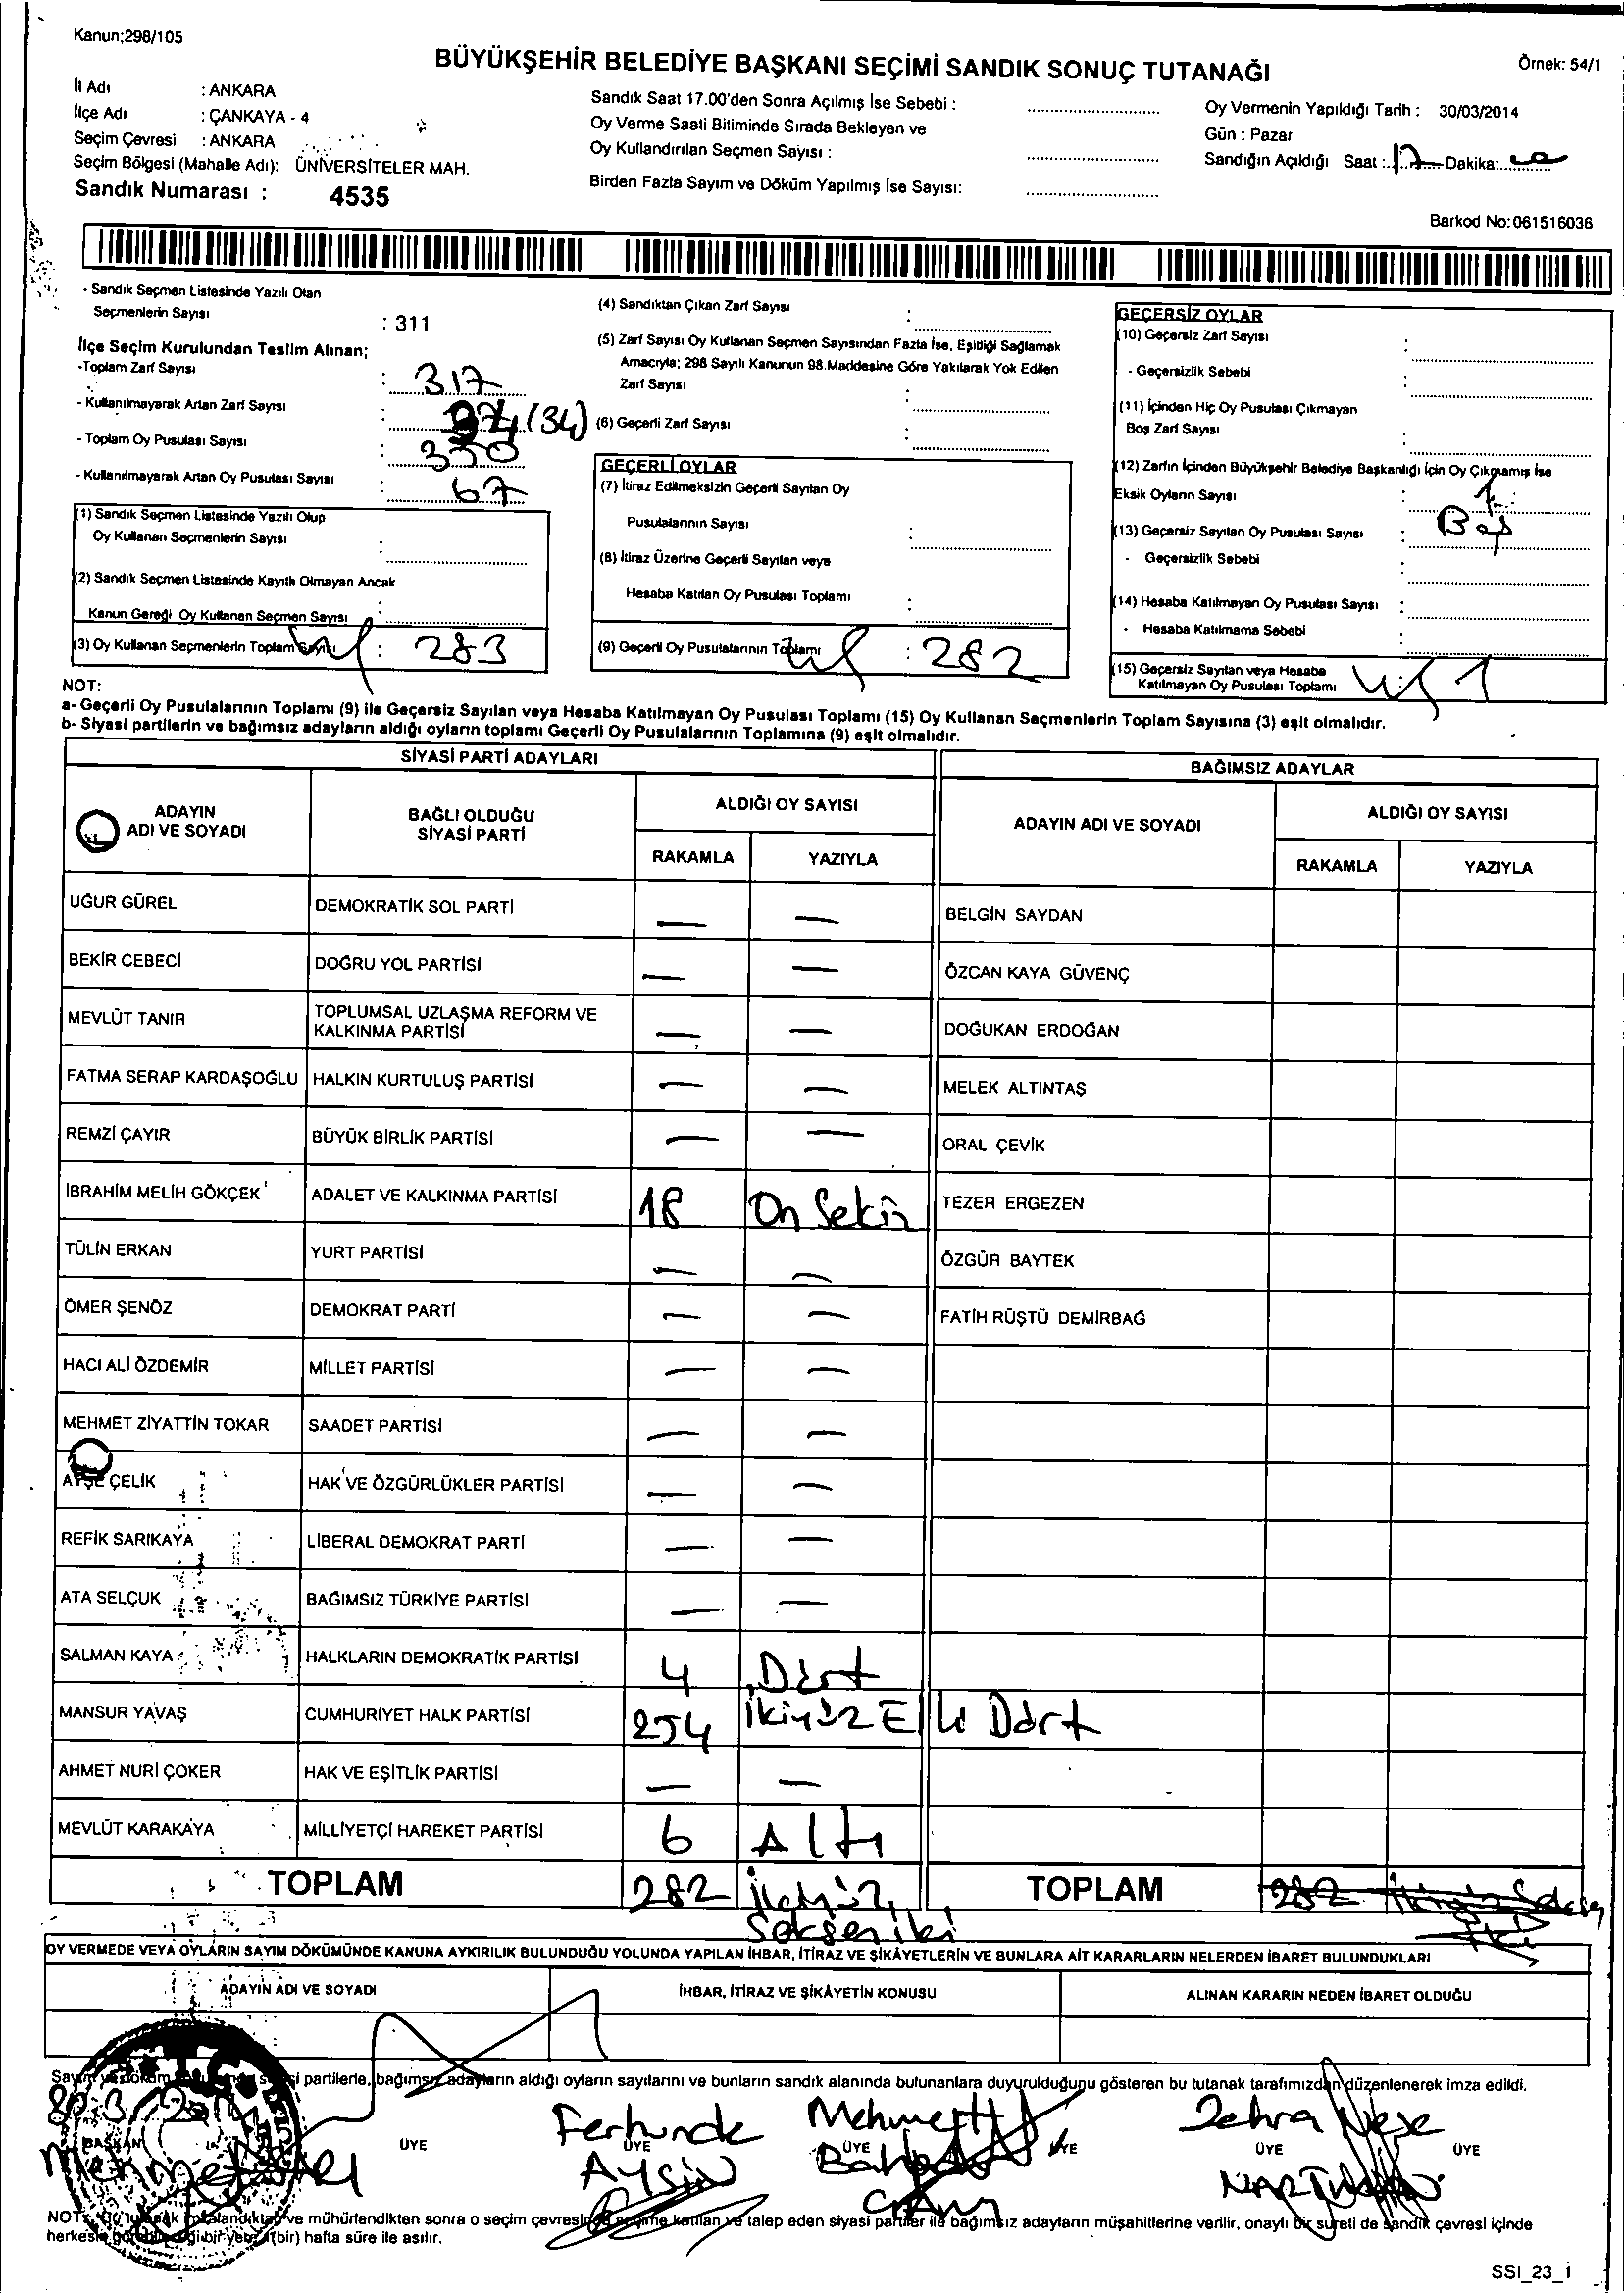 Kanun;298/105
BÜYÜKŞEHİR BELEDİYE BAŞKANI SEÇİMİ SANDIK SONUÇ TUTANAĞI
Örnek: 54/1
İl Adı : ANKARA
İlçe Adı : ÇANKAYA - 4
Seçim Çevresi : ANKARA
Seçim Bölgesi (Mahalle Adı): ÜNİVERSİTELER MAH.
Sandık Numarası : 4535
Sandık Saat 17.00'den Sonra Açılmış İse Sebebi :
Oy Verme Saati Bitiminde Sırada Bekleyen ve
Oy Kullandırılan Seçmen Sayısı :
Birden Fazla Sayım ve Döküm Yapılmış İse Sayısı:
Oy Vermenin Yapıldığı Tarih : 30/03/2014
Gün : Pazar
Sandığın Açıldığı Saat : 17 Dakika:
Barkod No:061516036
- Sandık Seçmen Listesinde Yazılı Olan
Seçmenlerin Sayısı : 311
İlçe Seçim Kurulundan Teslim Alınan;
-Toplam Zarf Sayısı : 317
- Kullanılmayarak Artan Zarf Sayısı : (34)
- Toplam Oy Pusulası Sayısı : 350
- Kullanılmayarak Artan Oy Pusulası Sayısı : 67
(1) Sandık Seçmen Listesinde Yazılı Olup
Oy Kullanan Seçmenlerin Sayısı :
(2) Sandık Seçmen Listesinde Kayıtlı Olmayan Ancak
Kanun Gereği Oy Kullanan Seçmen Sayısı :
(3) Oy Kullanan Seçmenlerin Toplam Sayısı : 283
(4) Sandıktan Çıkan Zarf Sayısı :
(5) Zarf Sayısı Oy Kullanan Seçmen Sayısından Fazla İse, Eşitliği Sağlamak
Amacıyla; 298 Sayılı Kanunun 98.Maddesine Göre Yakılarak Yok Edilen
Zarf Sayısı :
(6) Geçerli Zarf Sayısı :
GEÇERLİ OYLAR
(7) İtiraz Edilmeksizin Geçerli Sayılan Oy
Pusulalarının Sayısı :
(8) İtiraz Üzerine Geçerli Sayılan veya
Hesaba Katılan Oy Pusulası Toplamı :
(9) Geçerli Oy Pusulalarının Toplamı : 282
GEÇERSİZ OYLAR
(10) Geçersiz Zarf Sayısı :
- Geçersizlik Sebebi :
(11) İçinden Hiç Oy Pusulası Çıkmayan
Boş Zarf Sayısı :
(12) Zarfın İçinden Büyükşehir Belediye Başkanlığı İçin Oy Çıkmamış İse
Eksik Oyların Sayısı : 1
(13) Geçersiz Sayılan Oy Pusulası Sayısı : Boş
- Geçersizlik Sebebi :
(14) Hesaba Katılmayan Oy Pusulası Sayısı :
- Hesaba Katılmama Sebebi :
(15) Geçersiz Sayılan veya Hesaba
Katılmayan Oy Pusulası Toplamı : 1
NOT:
a- Geçerli Oy Pusulalarının Toplamı (9) ile Geçersiz Sayılan veya Hesaba Katılmayan Oy Pusulası Toplamı (15) Oy Kullanan Seçmenlerin Toplam Sayısına (3) eşit olmalıdır.
b- Siyasi partilerin ve bağımsız adayların aldığı oyların toplamı Geçerli Oy Pusulalarının Toplamına (9) eşit olmalıdır.
SİYASİ PARTİ ADAYLARI BAĞIMSIZ ADAYLAR
ADAYIN ADI VE SOYADI BAĞLI OLDUĞU SİYASİ PARTİ ALDIĞI OY SAYISI ADAYIN ADI VE SOYADI ALDIĞI OY SAYISI
RAKAMLA YAZIYLA RAKAMLA YAZIYLA
UĞUR GÜREL DEMOKRATİK SOL PARTİ — — BELGİN SAYDAN
BEKİR CEBECİ DOĞRU YOL PARTİSİ — — ÖZCAN KAYA GÜVENÇ
MEVLÜT TANIR TOPLUMSAL UZLAŞMA REFORM VE KALKINMA PARTİSİ — — DOĞUKAN ERDOĞAN
FATMA SERAP KARDAŞOĞLU HALKIN KURTULUŞ PARTİSİ — — MELEK ALTINTAŞ
REMZİ ÇAYIR BÜYÜK BİRLİK PARTİSİ — — ORAL ÇEVİK
İBRAHİM MELİH GÖKÇEK ADALET VE KALKINMA PARTİSİ 18 On Sekiz TEZER ERGEZEN
TÜLİN ERKAN YURT PARTİSİ — — ÖZGÜR BAYTEK
ÖMER ŞENÖZ DEMOKRAT PARTİ — — FATİH RÜŞTÜ DEMİRBAĞ
HACI ALİ ÖZDEMİR MİLLET PARTİSİ — —
MEHMET ZİYATTİN TOKAR SAADET PARTİSİ — —
AYŞE ÇELİK HAK VE ÖZGÜRLÜKLER PARTİSİ — —
REFİK SARIKAYA LİBERAL DEMOKRAT PARTİ — —
ATA SELÇUK BAĞIMSIZ TÜRKİYE PARTİSİ — —
SALMAN KAYA HALKLARIN DEMOKRATİK PARTİSİ 4 Dört
MANSUR YAVAŞ CUMHURİYET HALK PARTİSİ 254 İkiyüz Elli Dört
AHMET NURİ ÇOKER HAK VE EŞİTLİK PARTİSİ — —
MEVLÜT KARAKAYA MİLLİYETÇİ HAREKET PARTİSİ 6 Altı
TOPLAM 282 İkiyüz Sekseniki TOPLAM 282 İkiyüz Seksen İki
OY VERMEDE VEYA OYLARIN SAYIM DÖKÜMÜNDE KANUNA AYKIRILIK BULUNDUĞU YOLUNDA YAPILAN İHBAR, İTİRAZ VE ŞİKÂYETLERİN VE BUNLARA AİT KARARLARIN NELERDEN İBARET BULUNDUKLARI
ADAYIN ADI VE SOYADI İHBAR, İTİRAZ VE ŞİKÂYETİN KONUSU ALINAN KARARIN NEDEN İBARET OLDUĞU
Sayım ve döküm partilerle, bağımsız adayların aldığı oyların sayılarını ve bunların sandık alanında bulunanlara duyurulduğunu gösteren bu tutanak tarafımızdan düzenlenerek imza edildi.
30.3.2014
Ferhunde Mehmet Zehra Neşe
BAŞKAN ÜYE ÜYE ÜYE ÜYE ÜYE ÜYE
Mehmet AYŞİN
NOT: Bu tutanak imzalandıktan ve mühürlendikten sonra o seçim çevresinde seçime katılan ve talep eden siyasi partiler ile bağımsız adayların müşahitlerine verilir, onaylı bir sureti de sandık çevresi içinde
herkesin görebileceği bir yere 1(bir) hafta süre ile asılır.
SSI_23_1